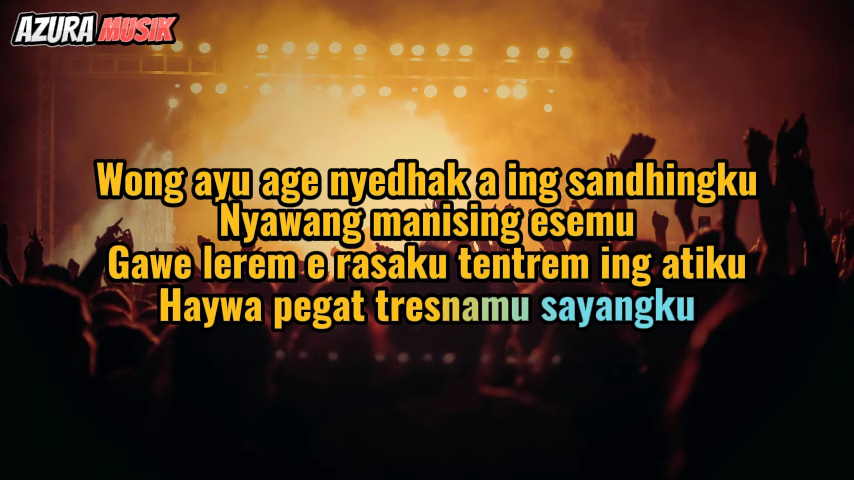 AZURA MUSIK
Wong ayu age nyedhak a ing sandhingku
Nyawang manising esemu
Gawe lerem e rasaku tentrem ing atiku
Haywa pegat tresnamu sayangku